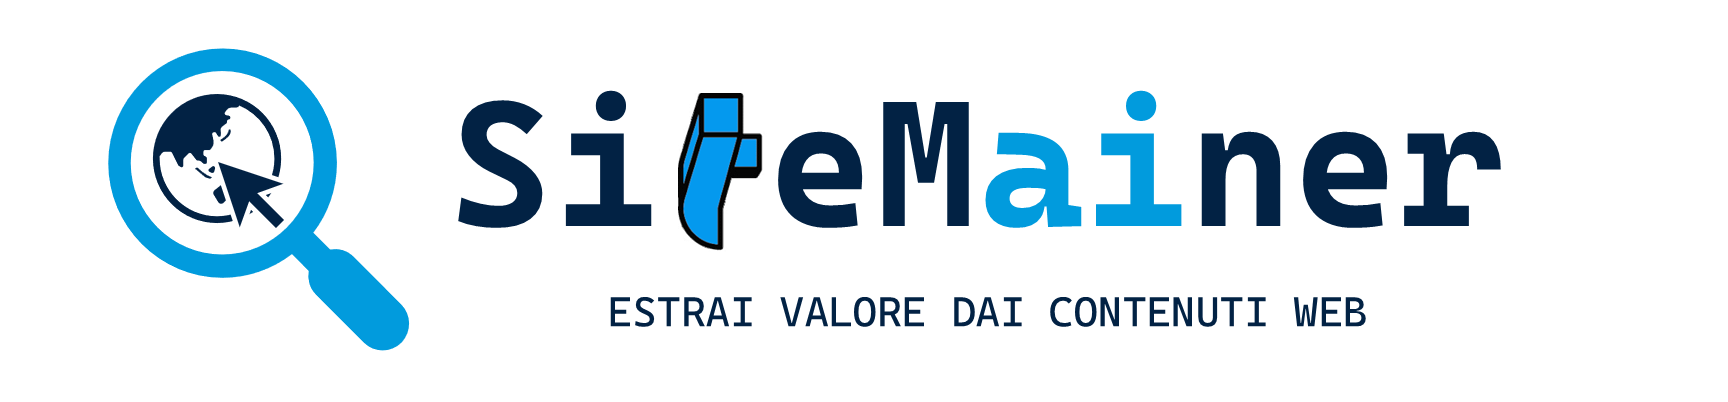 SiteMainer
ESTRAI VALORE DAI CONTENUTI WEB